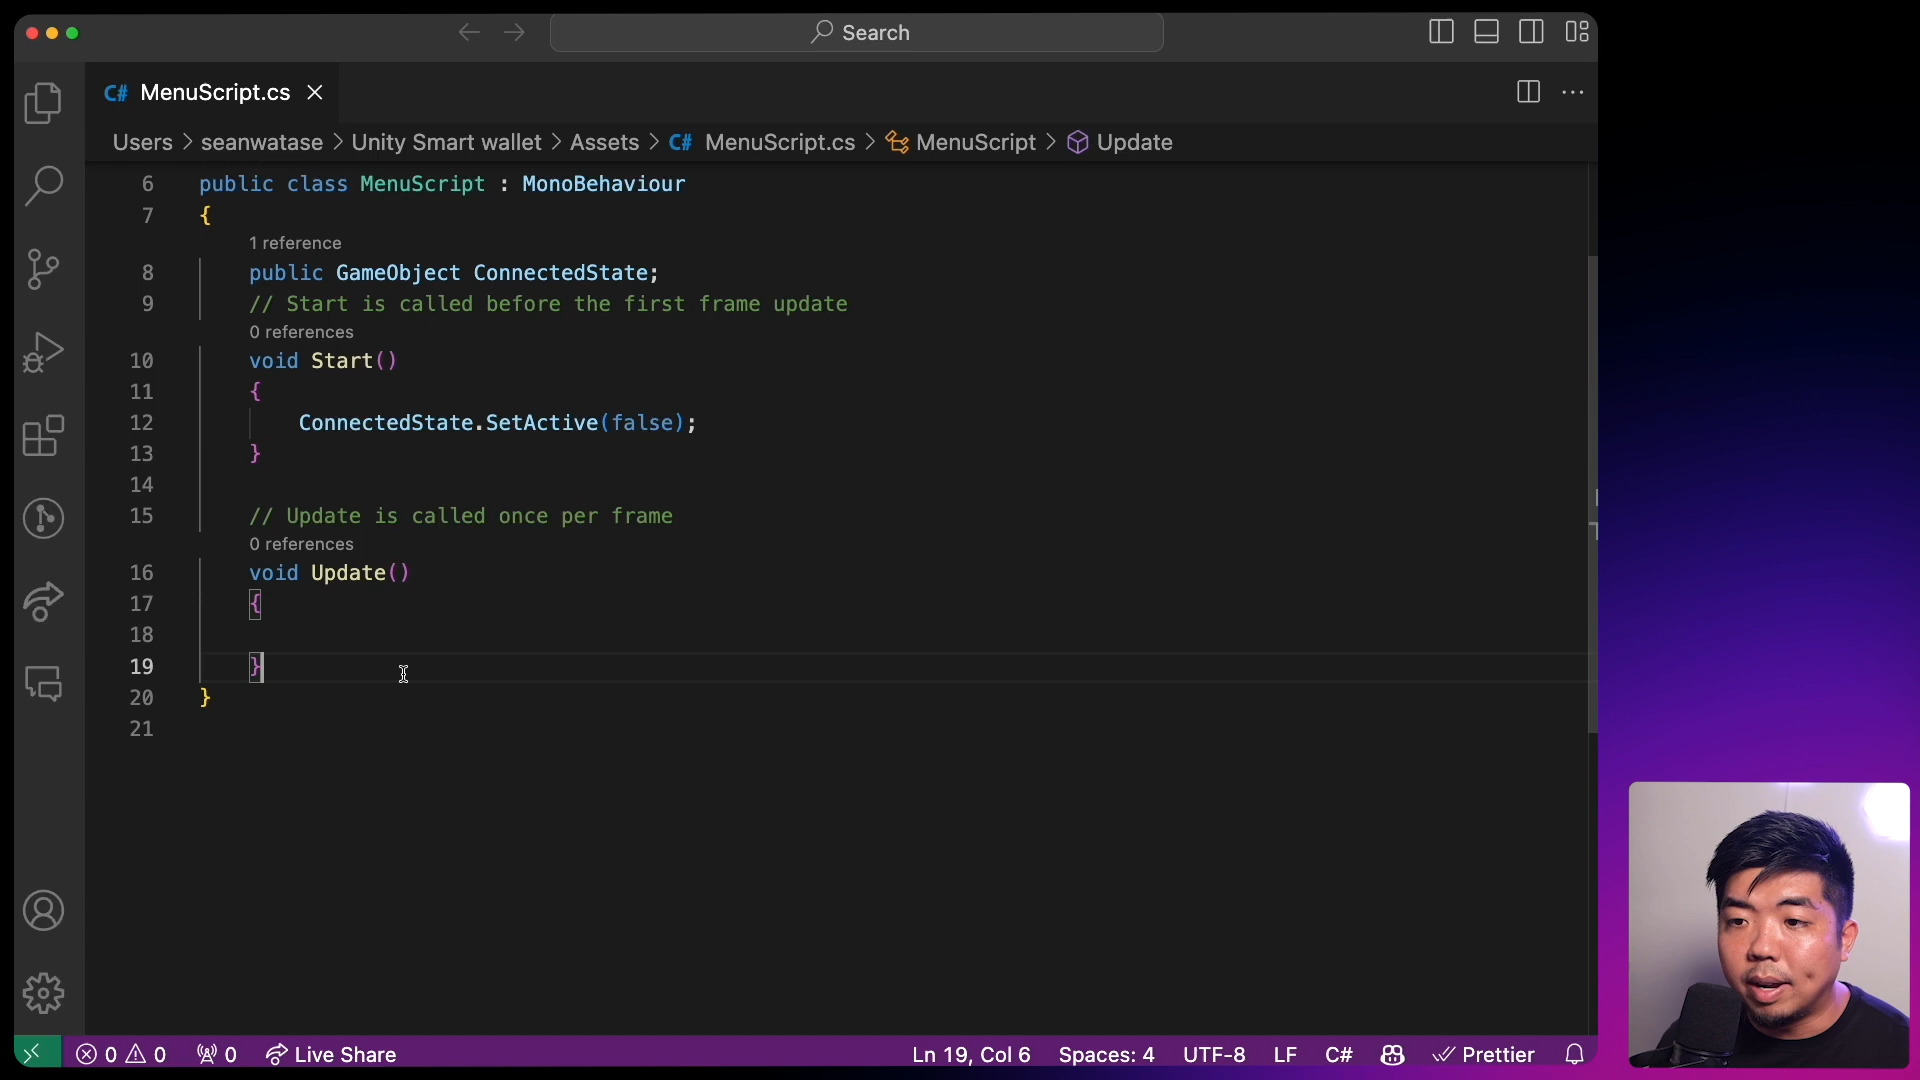 Search
C# MenuScript.cs
Users > seanwatase > Unity Smart wallet > Assets > C# MenuScript.cs > MenuScript > Update
6 public class MenuScript : MonoBehaviour
7 {
1 reference
8 public GameObject ConnectedState;
9 // Start is called before the first frame update
0 references
10 void Start()
11 {
12 ConnectedState.SetActive(false);
13 }
14
15 // Update is called once per frame
0 references
16 void Update()
17 {
18
19 }
20 }
21
0 0 0 Live Share Ln 19, Col 6 Spaces: 4 UTF-8 LF C# Prettier